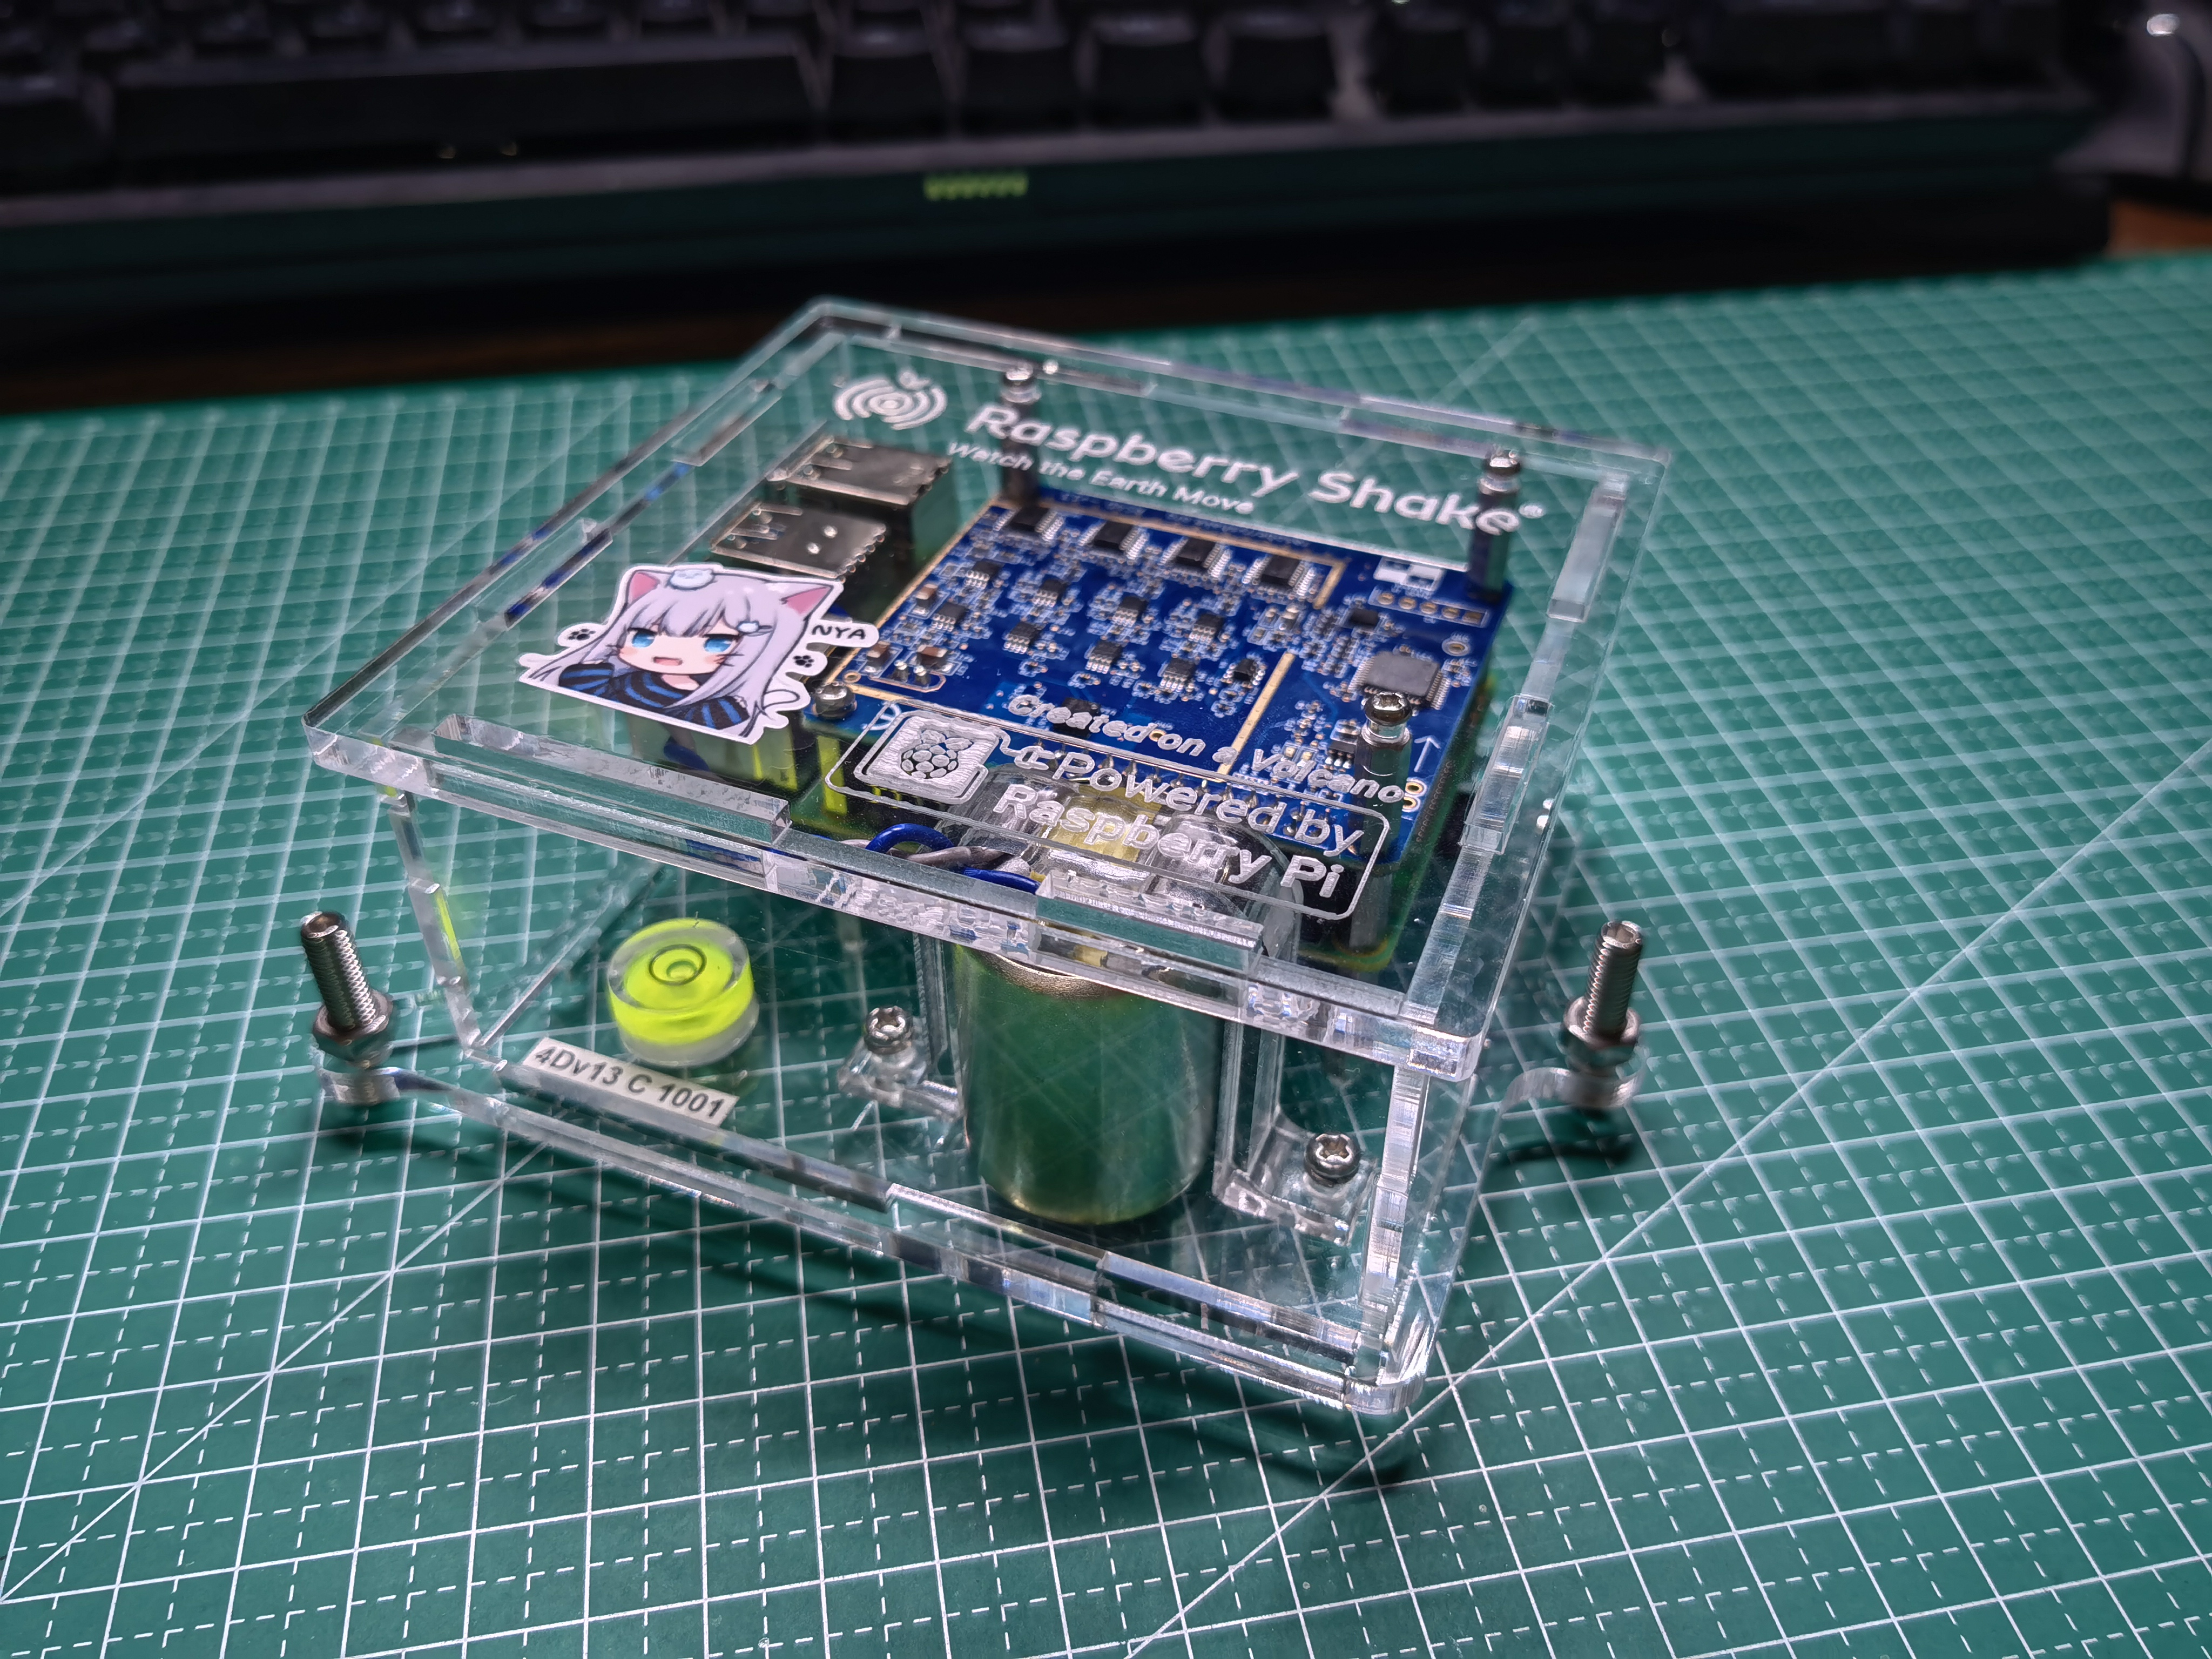 Raspberry Shake®
Watch the Earth Move
NYA
Created on a Volcano
Powered by
Raspberry Pi
4Dv13 C 1001